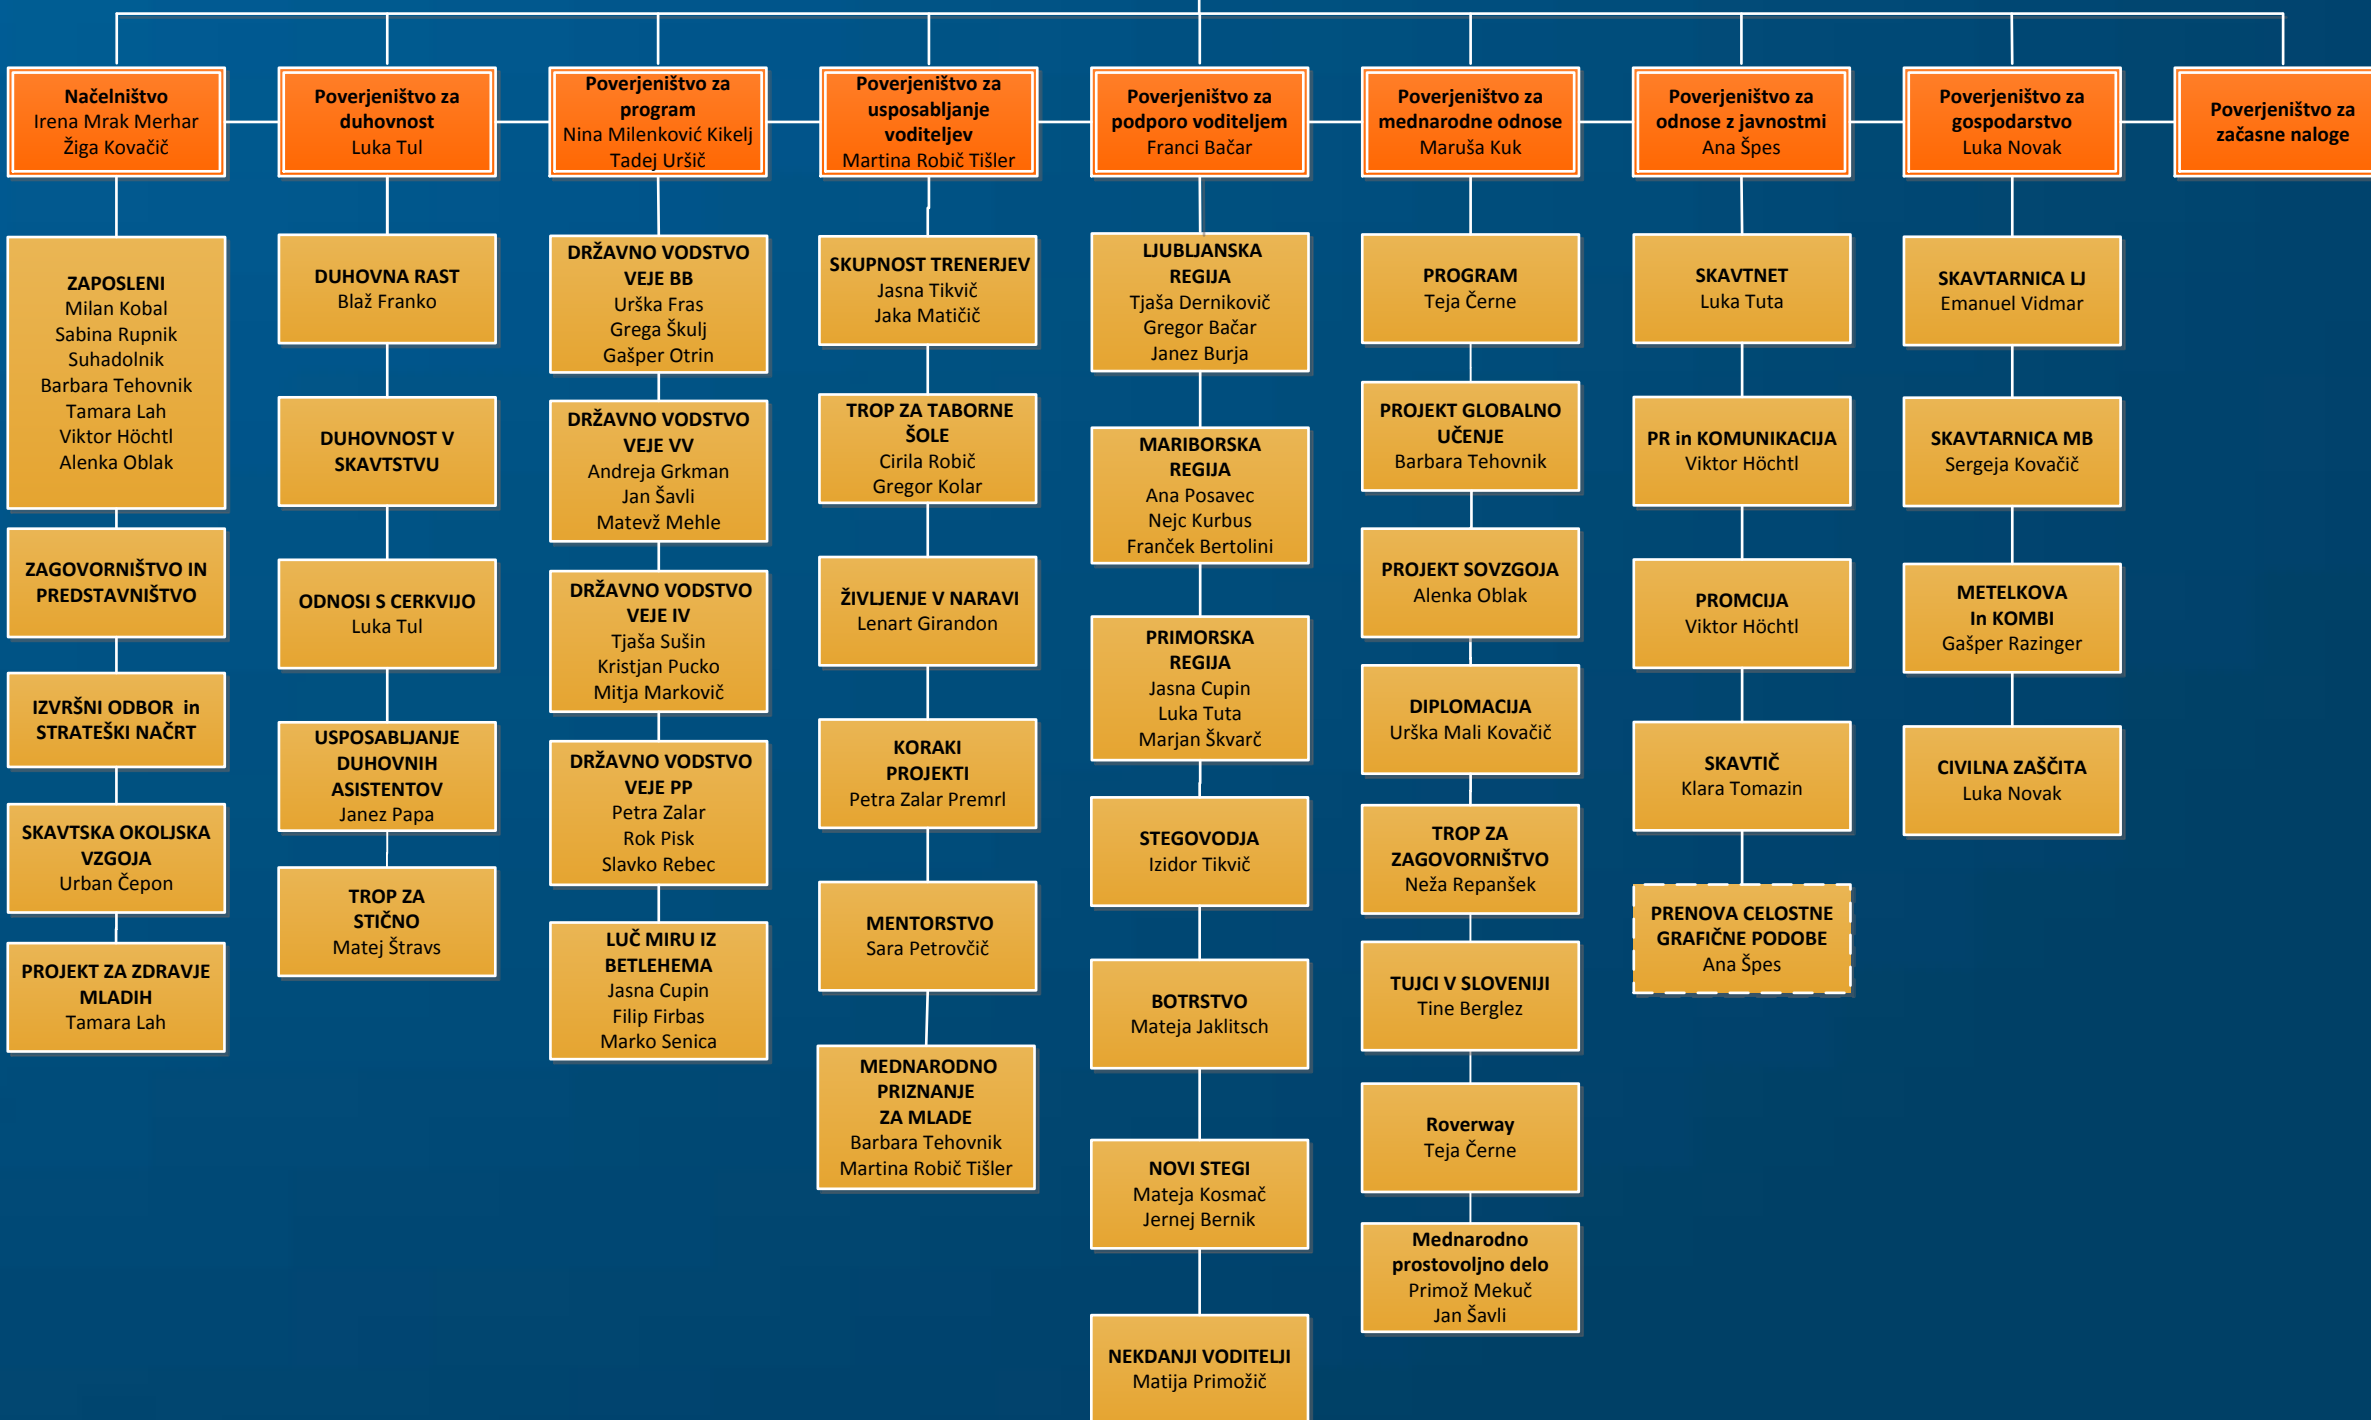 Načelništvo
Irena Mrak Merhar
Žiga Kovačič
Poverjeništvo za
duhovnost
Luka Tul
Poverjeništvo za
program
Nina Milenković Kikelj
Tadej Uršič
Poverjeništvo za
usposabljanje
voditeljev
Martina Robič Tišler
Poverjeništvo za
podporo voditeljem
Franci Bačar
Poverjeništvo za
mednarodne odnose
Maruša Kuk
Poverjeništvo za
odnose z javnostmi
Ana Špes
Poverjeništvo za
gospodarstvo
Luka Novak
Poverjeništvo za
začasne naloge
ZAPOSLENI
Milan Kobal
Sabina Rupnik
Suhadolnik
Barbara Tehovnik
Tamara Lah
Viktor Höchtl
Alenka Oblak
ZAGOVORNIŠTVO IN
PREDSTAVNIŠTVO
IZVRŠNI ODBOR in
STRATEŠKI NAČRT
SKAVTSKA OKOLJSKA
VZGOJA
Urban Čepon
PROJEKT ZA ZDRAVJE
MLADIH
Tamara Lah
DUHOVNA RAST
Blaž Franko
DUHOVNOST V
SKAVTSTVU
ODNOSI S CERKVIJO
Luka Tul
USPOSABLJANJE
DUHOVNIH
ASISTENTOV
Janez Papa
TROP ZA
STIČNO
Matej Štravs
DRŽAVNO VODSTVO
VEJE BB
Urška Fras
Grega Škulj
Gašper Otrin
DRŽAVNO VODSTVO
VEJE VV
Andreja Grkman
Jan Šavli
Matevž Mehle
DRŽAVNO VODSTVO
VEJE IV
Tjaša Sušin
Kristjan Pucko
Mitja Markovič
DRŽAVNO VODSTVO
VEJE PP
Petra Zalar
Rok Pisk
Slavko Rebec
LUČ MIRU IZ
BETLEHEMA
Jasna Cupin
Filip Firbas
Marko Senica
SKUPNOST TRENERJEV
Jasna Tikvič
Jaka Matičič
TROP ZA TABORNE
ŠOLE
Cirila Robič
Gregor Kolar
ŽIVLJENJE V NARAVI
Lenart Girandon
KORAKI
PROJEKTI
Petra Zalar Premrl
MENTORSTVO
Sara Petrovčič
MEDNARODNO
PRIZNANJE
ZA MLADE
Barbara Tehovnik
Martina Robič Tišler
LJUBLJANSKA
REGIJA
Tjaša Dernikovič
Gregor Bačar
Janez Burja
MARIBORSKA
REGIJA
Ana Posavec
Nejc Kurbus
Franček Bertolini
PRIMORSKA
REGIJA
Jasna Cupin
Luka Tuta
Marjan Škvarč
STEGOVODJA
Izidor Tikvič
BOTRSTVO
Mateja Jaklitsch
NOVI STEGI
Mateja Kosmač
Jernej Bernik
NEKDANJI VODITELJI
Matija Primožič
PROGRAM
Teja Černe
PROJEKT GLOBALNO
UČENJE
Barbara Tehovnik
PROJEKT SOVZGOJA
Alenka Oblak
DIPLOMACIJA
Urška Mali Kovačič
TROP ZA
ZAGOVORNIŠTVO
Neža Repanšek
TUJCI V SLOVENIJI
Tine Berglez
Roverway
Teja Černe
Mednarodno
prostovoljno delo
Primož Mekuč
Jan Šavli
SKAVTNET
Luka Tuta
PR in KOMUNIKACIJA
Viktor Höchtl
PROMCIJA
Viktor Höchtl
SKAVTIČ
Klara Tomazin
PRENOVA CELOSTNE
GRAFIČNE PODOBE
Ana Špes
SKAVTARNICA LJ
Emanuel Vidmar
SKAVTARNICA MB
Sergeja Kovačič
METELKOVA
In KOMBI
Gašper Razinger
CIVILNA ZAŠČITA
Luka Novak